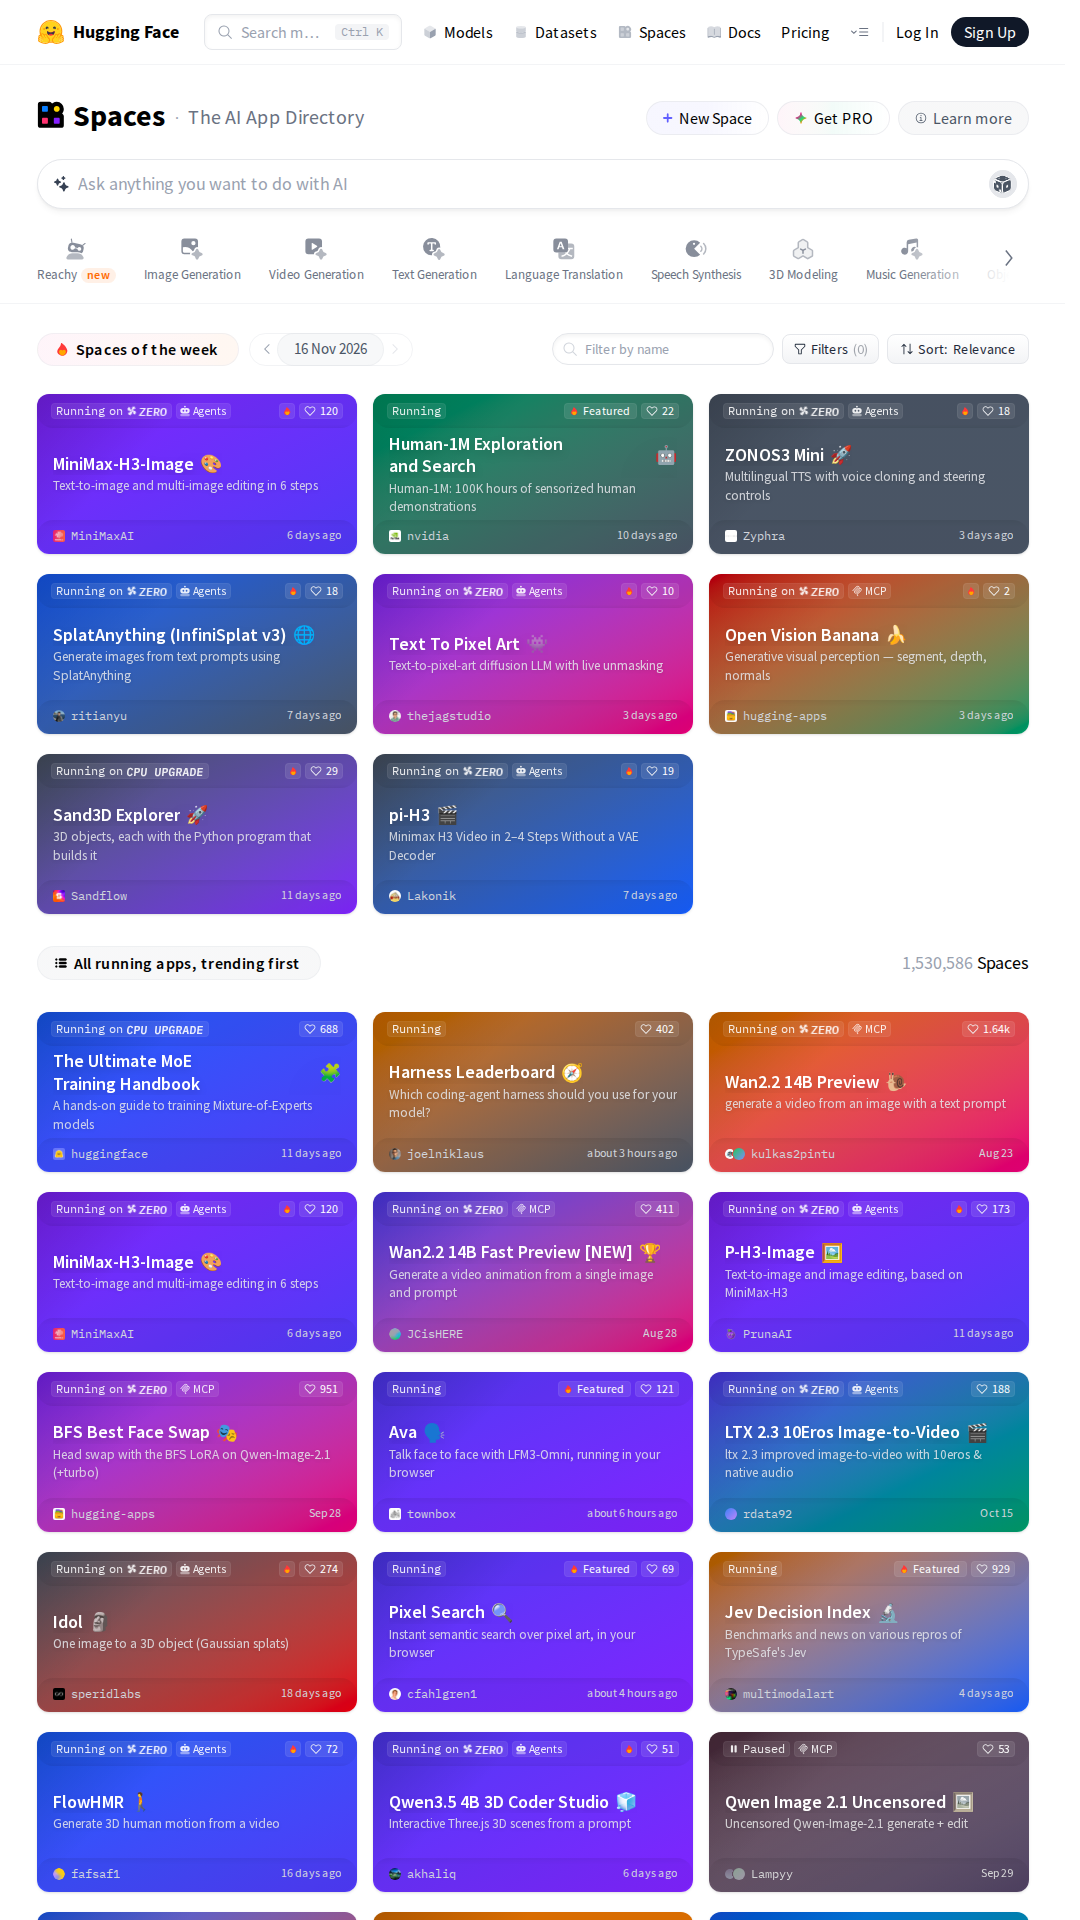 Hugging Face
Search m…
Ctrl K
Models
Datasets
Spaces
Docs
Pricing
Log In
Sign Up
Spaces · The AI App Directory
New Space
Get PRO
Learn more
Ask anything you want to do with AI
Reachy new
Image Generation
Video Generation
Text Generation
Language Translation
Speech Synthesis
3D Modeling
Music Generation
Spaces of the week
16 Nov 2026
Filter by name
Filters (0)
Sort: Relevance
Running on ZERO Agents 120
MiniMax-H3-Image
Text-to-image and multi-image editing in 6 steps
MiniMaxAI 6 days ago
Running Featured 22
Human-1M Exploration
and Search
Human-1M: 100K hours of sensorized human
demonstrations
nvidia 10 days ago
Running on ZERO Agents 18
ZONOS3 Mini
Multilingual TTS with voice cloning and steering
controls
Zyphra 3 days ago
Running on ZERO Agents 18
SplatAnything (InfiniSplat v3)
Generate images from text prompts using
SplatAnything
ritianyu 7 days ago
Running on ZERO Agents 10
Text To Pixel Art
Text-to-pixel-art diffusion LLM with live unmasking
thejagstudio 3 days ago
Running on ZERO MCP 2
Open Vision Banana
Generative visual perception — segment, depth,
normals
hugging-apps 3 days ago
Running on CPU UPGRADE 29
Sand3D Explorer
3D objects, each with the Python program that
builds it
Sandflow 11 days ago
Running on ZERO Agents 19
pi-H3
Minimax H3 Video in 2–4 Steps Without a VAE
Decoder
Lakonik 7 days ago
All running apps, trending first
1,530,586 Spaces
Running on CPU UPGRADE 688
The Ultimate MoE
Training Handbook
A hands-on guide to training Mixture-of-Experts
models
huggingface 11 days ago
Running 402
Harness Leaderboard
Which coding-agent harness should you use for your
model?
joelniklaus about 3 hours ago
Running on ZERO MCP 1.64k
Wan2.2 14B Preview
generate a video from an image with a text prompt
kulkas2pintu Aug 23
Running on ZERO Agents 120
MiniMax-H3-Image
Text-to-image and multi-image editing in 6 steps
MiniMaxAI 6 days ago
Running on ZERO MCP 411
Wan2.2 14B Fast Preview [NEW]
Generate a video animation from a single image
and prompt
JCisHERE Aug 28
Running on ZERO Agents 173
P-H3-Image
Text-to-image and image editing, based on
MiniMax-H3
PrunaAI 11 days ago
Running on ZERO MCP 951
BFS Best Face Swap
Head swap with the BFS LoRA on Qwen-Image-2.1
(+turbo)
hugging-apps Sep 28
Running Featured 121
Ava
Talk face to face with LFM3-Omni, running in your
browser
townbox about 6 hours ago
Running on ZERO Agents 188
LTX 2.3 10Eros Image-to-Video
ltx 2.3 improved image-to-video with 10eros &
native audio
rdata92 Oct 15
Running on ZERO Agents 274
Idol
One image to a 3D object (Gaussian splats)
speridlabs 18 days ago
Running Featured 69
Pixel Search
Instant semantic search over pixel art, in your
browser
cfahlgren1 about 4 hours ago
Running Featured 929
Jev Decision Index
Benchmarks and news on various repros of
TypeSafe's Jev
multimodalart 4 days ago
Running on ZERO Agents 72
FlowHMR
Generate 3D human motion from a video
fafsaf1 16 days ago
Running on ZERO Agents 51
Qwen3.5 4B 3D Coder Studio
Interactive Three.js 3D scenes from a prompt
akhaliq 6 days ago
Paused MCP 53
Qwen Image 2.1 Uncensored
Uncensored Qwen-Image-2.1 generate + edit
Lampyy Sep 29